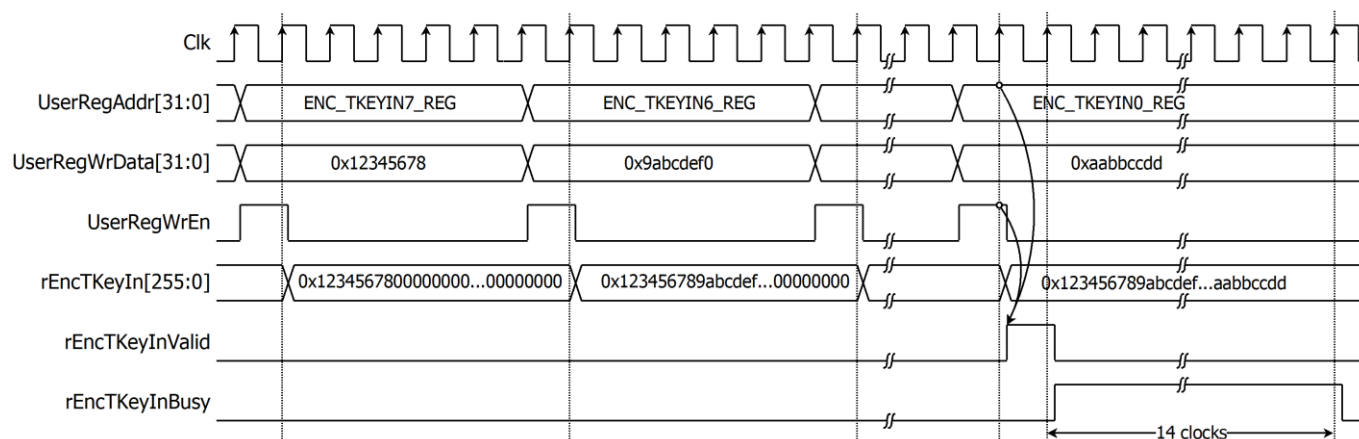 Clk
UserRegAddr[31:0] ENC_TKEYIN7_REG ENC_TKEYIN6_REG ENC_TKEYIN0_REG
UserRegWrData[31:0] 0x12345678 0x9abcdef0 0xaabbccdd
UserRegWrEn
rEncTKeyIn[255:0] 0x1234567800000000...00000000 0x123456789abcdef...00000000 0x123456789abcdef...aabbccdd
rEncTKeyInValid
rEncTKeyInBusy
14 clocks